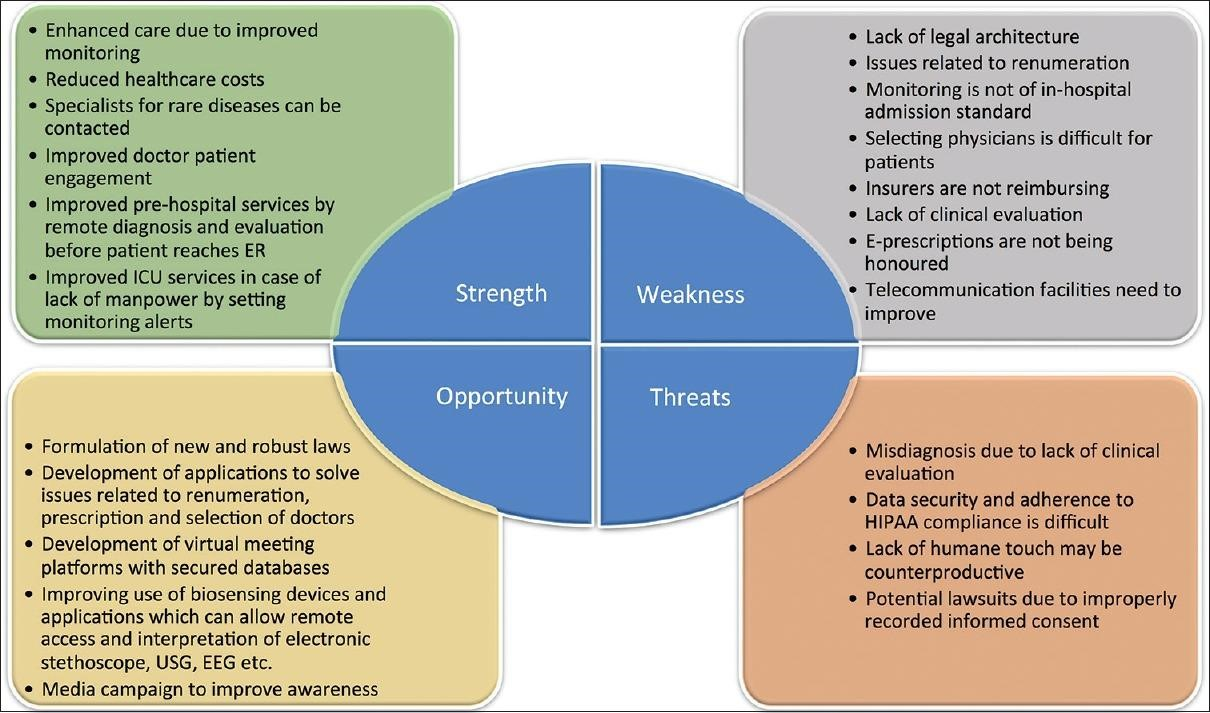 • Enhanced care due to improved
monitoring
• Reduced healthcare costs
• Specialists for rare diseases can be
contacted
• Improved doctor patient
engagement
• Improved pre-hospital services by
remote diagnosis and evaluation
before patient reaches ER
• Improved ICU services in case of
lack of manpower by setting
monitoring alerts
• Lack of legal architecture
• Issues related to renumeration
• Monitoring is not of in-hospital
admission standard
• Selecting physicians is difficult for
patients
• Insurers are not reimbursing
• Lack of clinical evaluation
• E-prescriptions are not being
honoured
• Telecommunication facilities need to
improve
Strength
Weakness
Opportunity
Threats
• Formulation of new and robust laws
• Development of applications to solve
issues related to renumeration,
prescription and selection of doctors
• Development of virtual meeting
platforms with secured databases
• Improving use of biosensing devices and
applications which can allow remote
access and interpretation of electronic
stethoscope, USG, EEG etc.
• Media campaign to improve awareness
• Misdiagnosis due to lack of clinical
evaluation
• Data security and adherence to
HIPAA compliance is difficult
• Lack of humane touch may be
counterproductive
• Potential lawsuits due to improperly
recorded informed consent